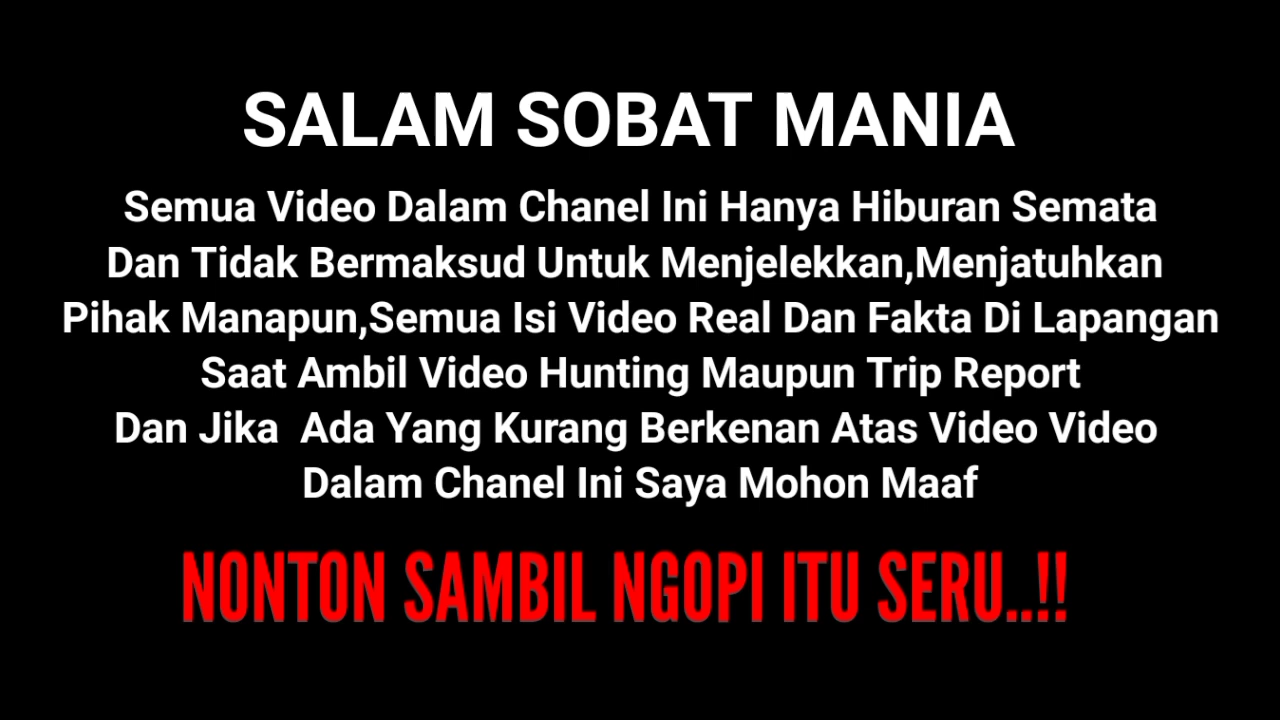 SALAM SOBAT MANIA
Semua Video Dalam Chanel Ini Hanya Hiburan Semata
Dan Tidak Bermaksud Untuk Menjelekkan,Menjatuhkan
Pihak Manapun,Semua Isi Video Real Dan Fakta Di Lapangan
Saat Ambil Video Hunting Maupun Trip Report
Dan Jika  Ada Yang Kurang Berkenan Atas Video Video
Dalam Chanel Ini Saya Mohon Maaf
NONTON SAMBIL NGOPI ITU SERU..!!